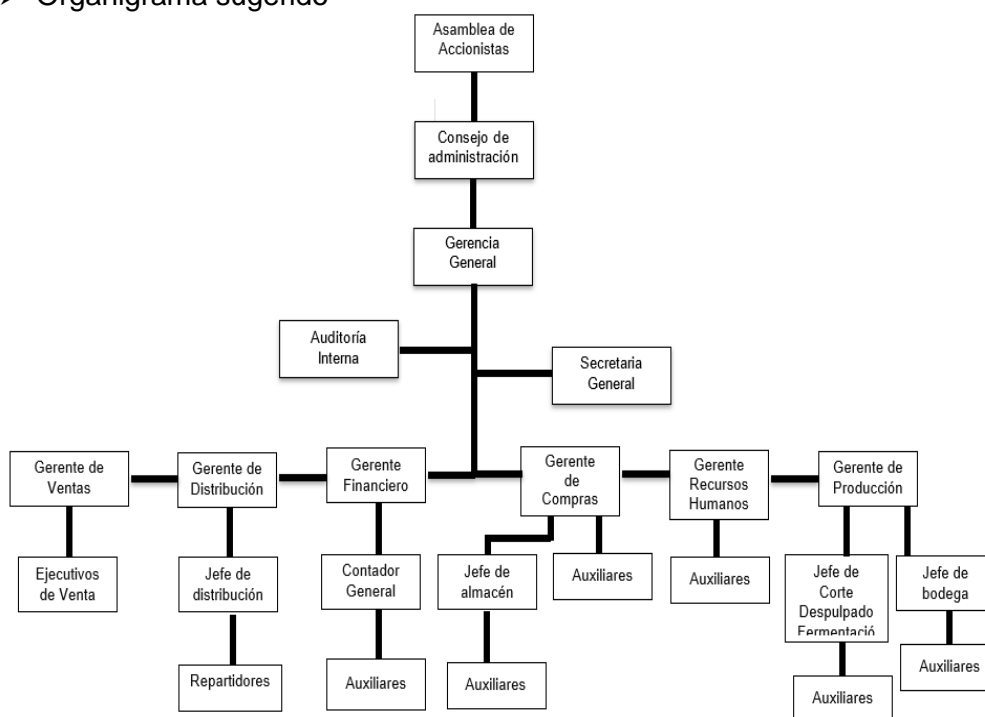 Organigrama sugerido
Asamblea de
Accionistas
Consejo de
administración
Gerencia
General
Auditoría
Interna
Secretaria
General
Gerente de
Ventas
Gerente de
Distribución
Gerente
Financiero
Gerente
de
Compras
Gerente
Recursos
Humanos
Gerente de
Producción
Ejecutivos
de Venta
Jefe de
distribución
Contador
General
Jefe de
almacén
Auxiliares
Auxiliares
Jefe de
Corte
Despulpado
Fermentació
Jefe de
bodega
Repartidores
Auxiliares
Auxiliares
Auxiliares
Auxiliares